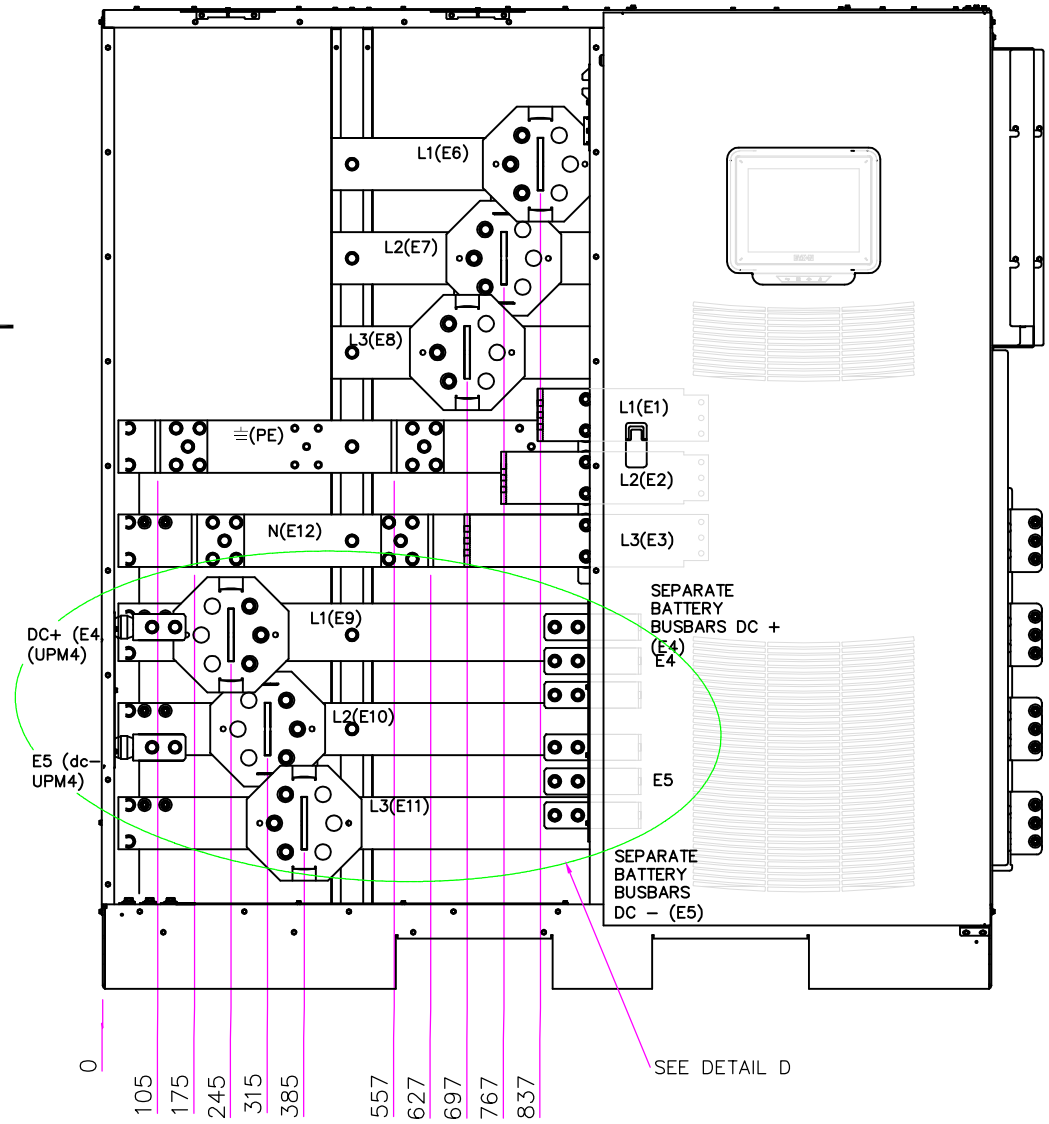 L1(E6)
L2(E7)
L3(E8)
L1(E1)
(PE)
L2(E2)
N(E12)
L3(E3)
SEPARATE
BATTERY
BUSBARS DC +
(E4)
E4
L1(E9)
DC+ (E4
(UPM4)
L2(E10)
E5 (dc-
UPM4)
E5
L3(E11)
SEPARATE
BATTERY
BUSBARS
DC - (E5)
SEE DETAIL D
0
105
175
245
315
385
557
627
697
767
837